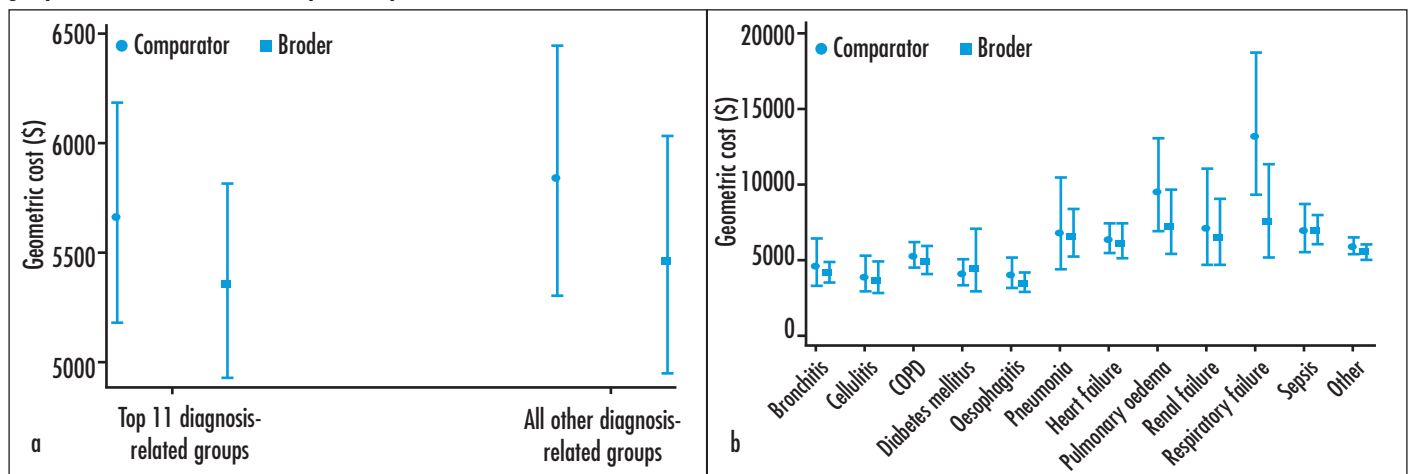 6500
6000
5500
5000
Geometric cost ($)
Comparator Broder
Top 11 diagnosis-
related groups
All other diagnosis-
related groups
a
20000
15000
10000
5000
0
Geometric cost ($)
Comparator Broder
Bronchitis
Cellulitis
COPD
Diabetes mellitus
Oesophagitis
Pneumonia
Heart failure
Pulmonary oedema
Renal failure
Respiratory failure
Sepsis
Other
b